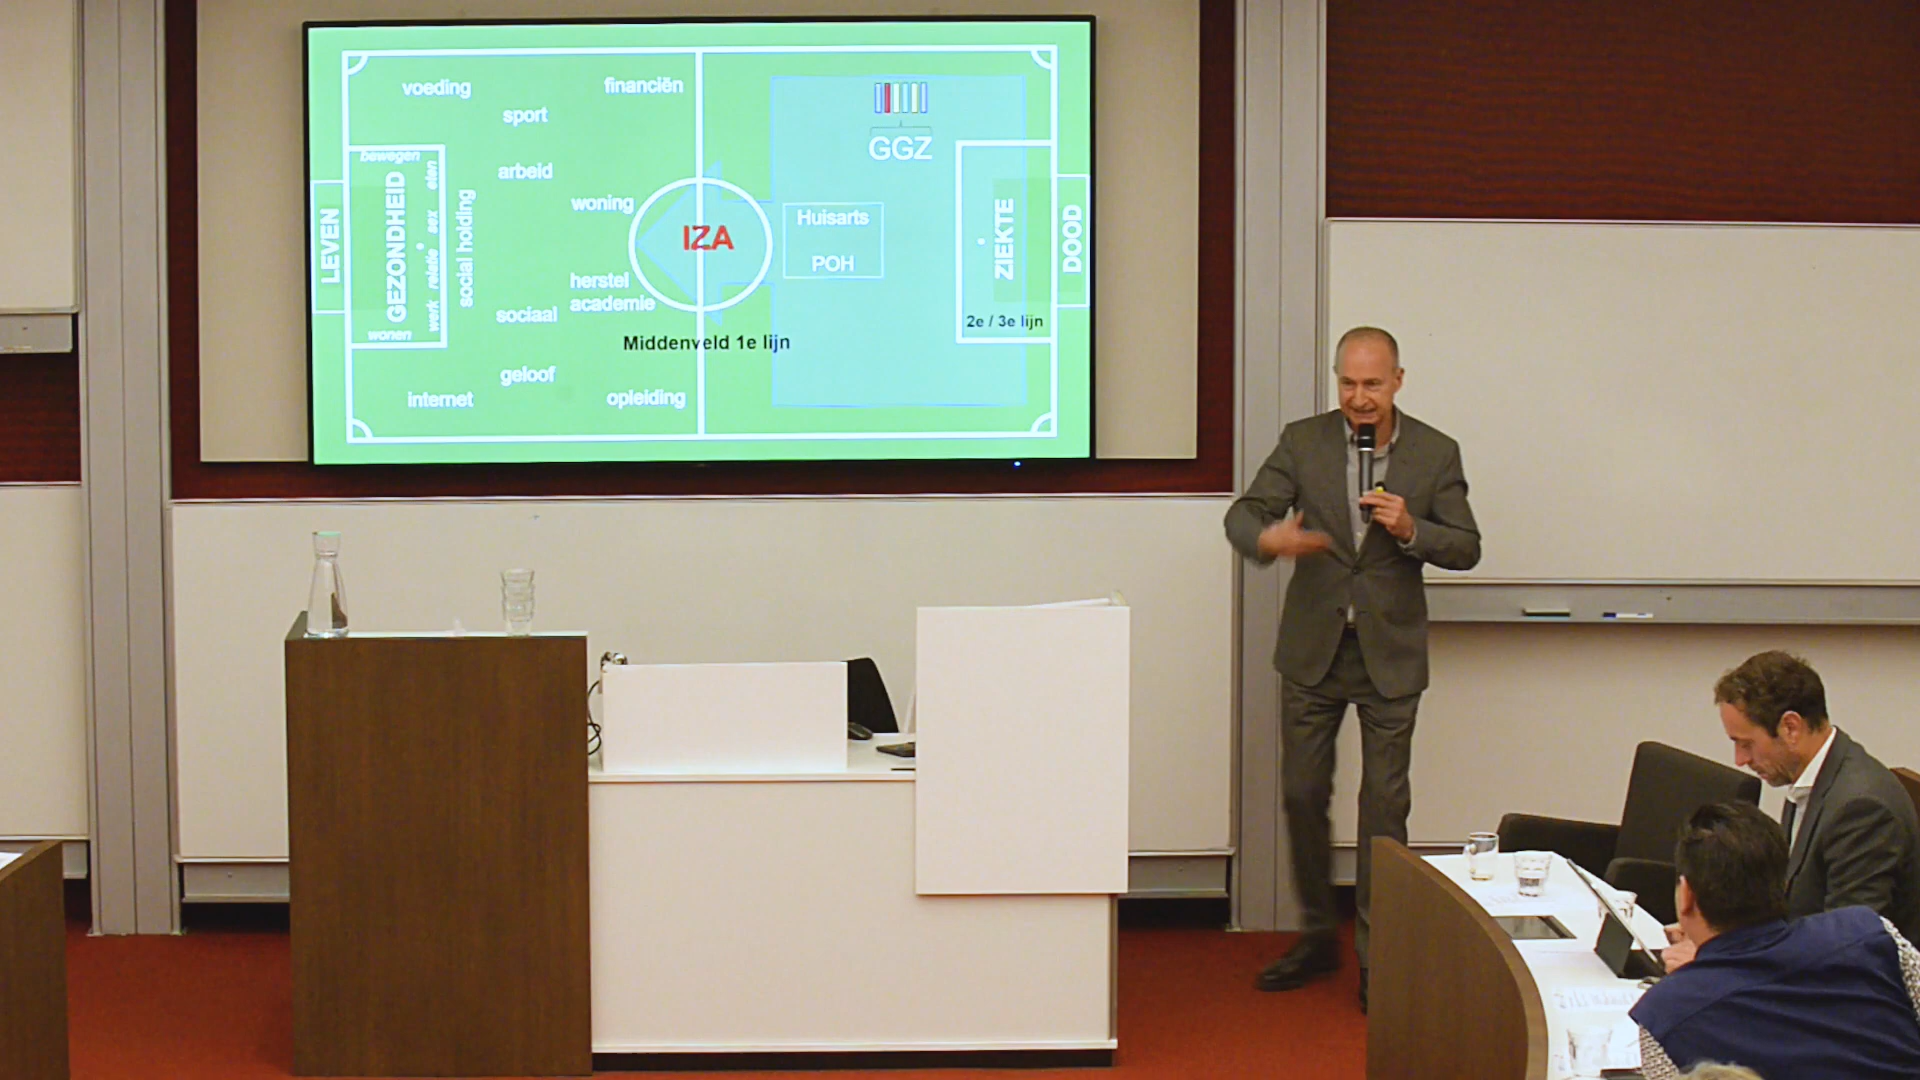 voeding
financiën
sport
GGZ
bewegen
arbeid
eten
woning
sex
LEVEN
GEZONDHEID
relatie
social holding
IZA
Huisarts
ZIEKTE
DOOD
POH
herstel
academie
werk
sociaal
2e / 3e lijn
wonen
Middenveld 1e lijn
geloof
internet
opleiding